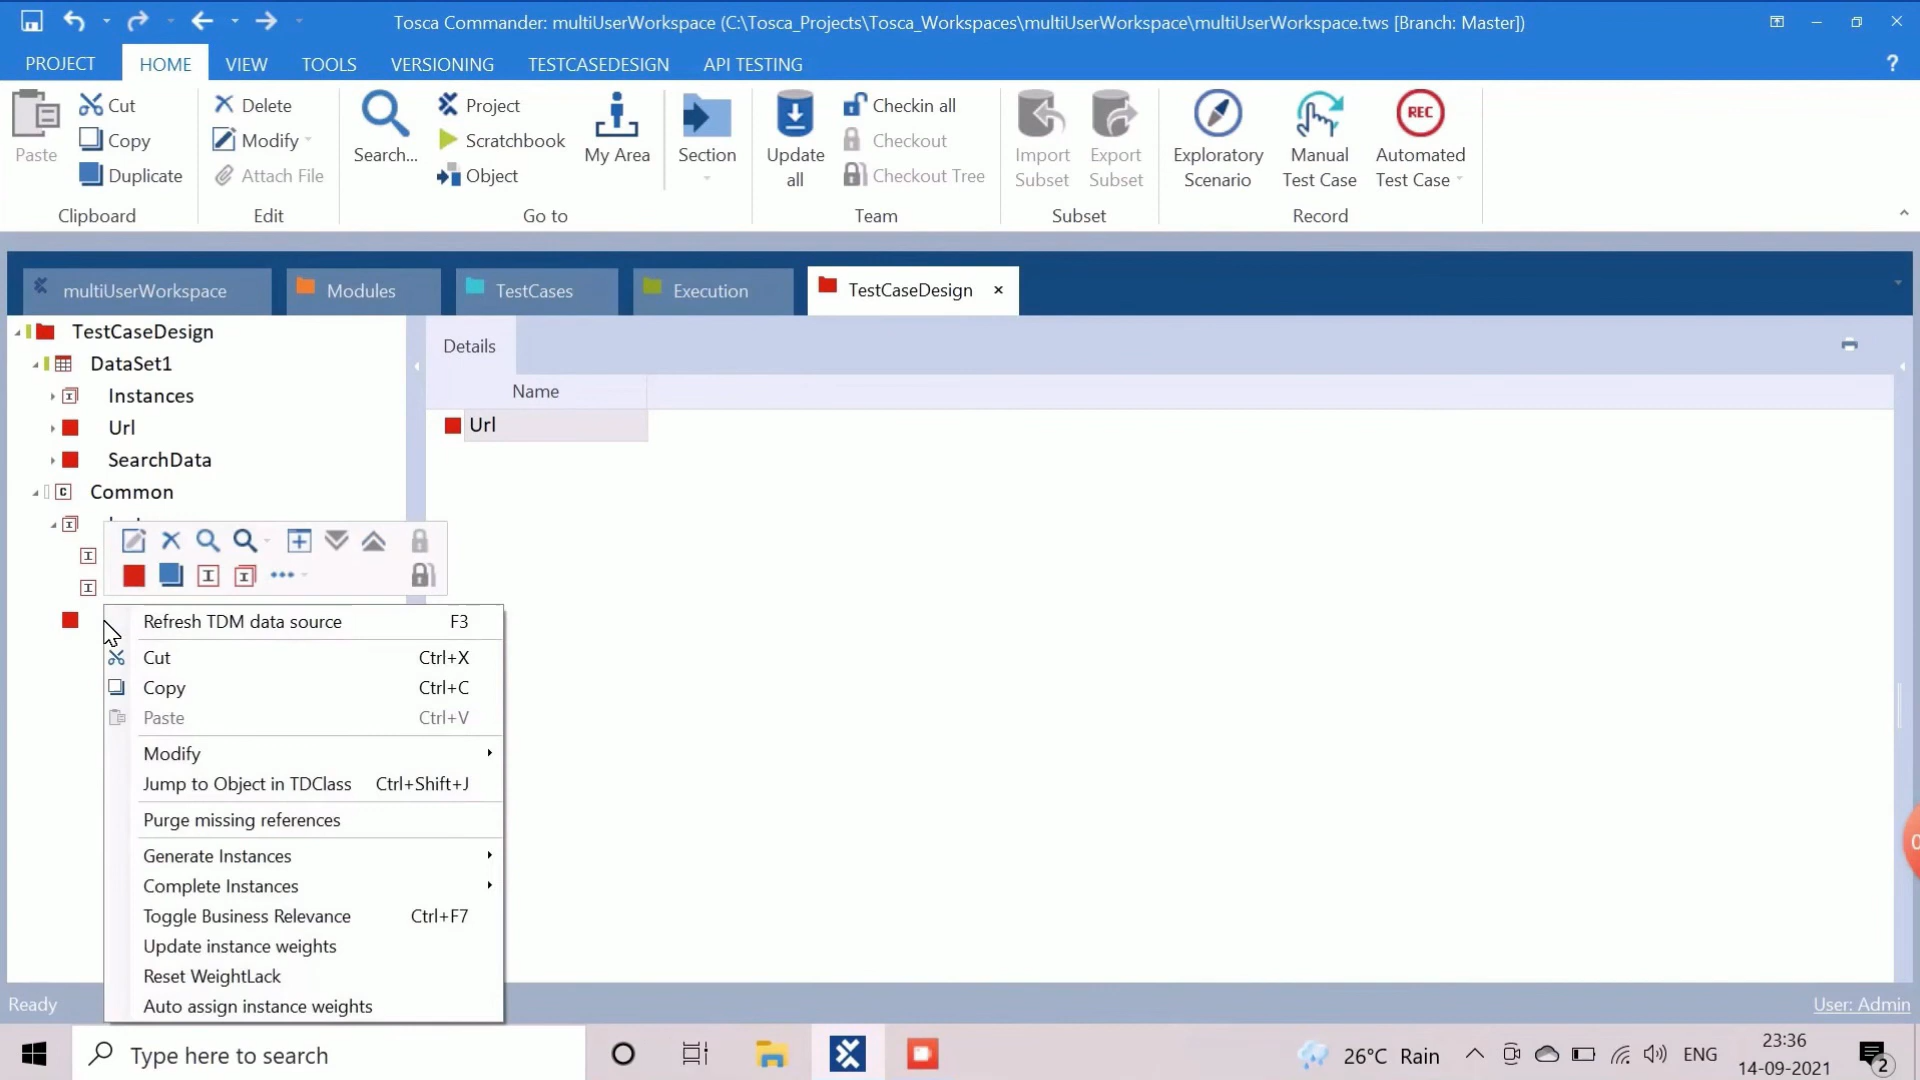 Tosca Commander: multiUserWorkspace (C:\Tosca_Projects\Tosca_Workspaces\multiUserWorkspace\multiUserWorkspace.tws [Branch: Master])
PROJECT HOME VIEW TOOLS VERSIONING TESTCASEDESIGN API TESTING ?
Paste
Cut
Copy
Duplicate
Clipboard
Delete
Modify
Attach File
Edit
Search...
Project
Scratchbook
Object
My Area
Section
Go to
Update all
Checkin all
Checkout
Checkout Tree
Team
Import Subset
Export Subset
Subset
Exploratory Scenario
Manual Test Case
REC
Automated Test Case
Record
multiUserWorkspace Modules TestCases Execution TestCaseDesign ×
TestCaseDesign
DataSet1
Instances
Url
SearchData
C Common
Details
Name
Url
Refresh TDM data source F3
Cut Ctrl+X
Copy Ctrl+C
Paste Ctrl+V
Modify
Jump to Object in TDClass Ctrl+Shift+J
Purge missing references
Generate Instances
Complete Instances
Toggle Business Relevance Ctrl+F7
Update instance weights
Reset WeightLack
Auto assign instance weights
Ready
User: Admin
Type here to search
26°C Rain
ENG
23:36
14-09-2021
2